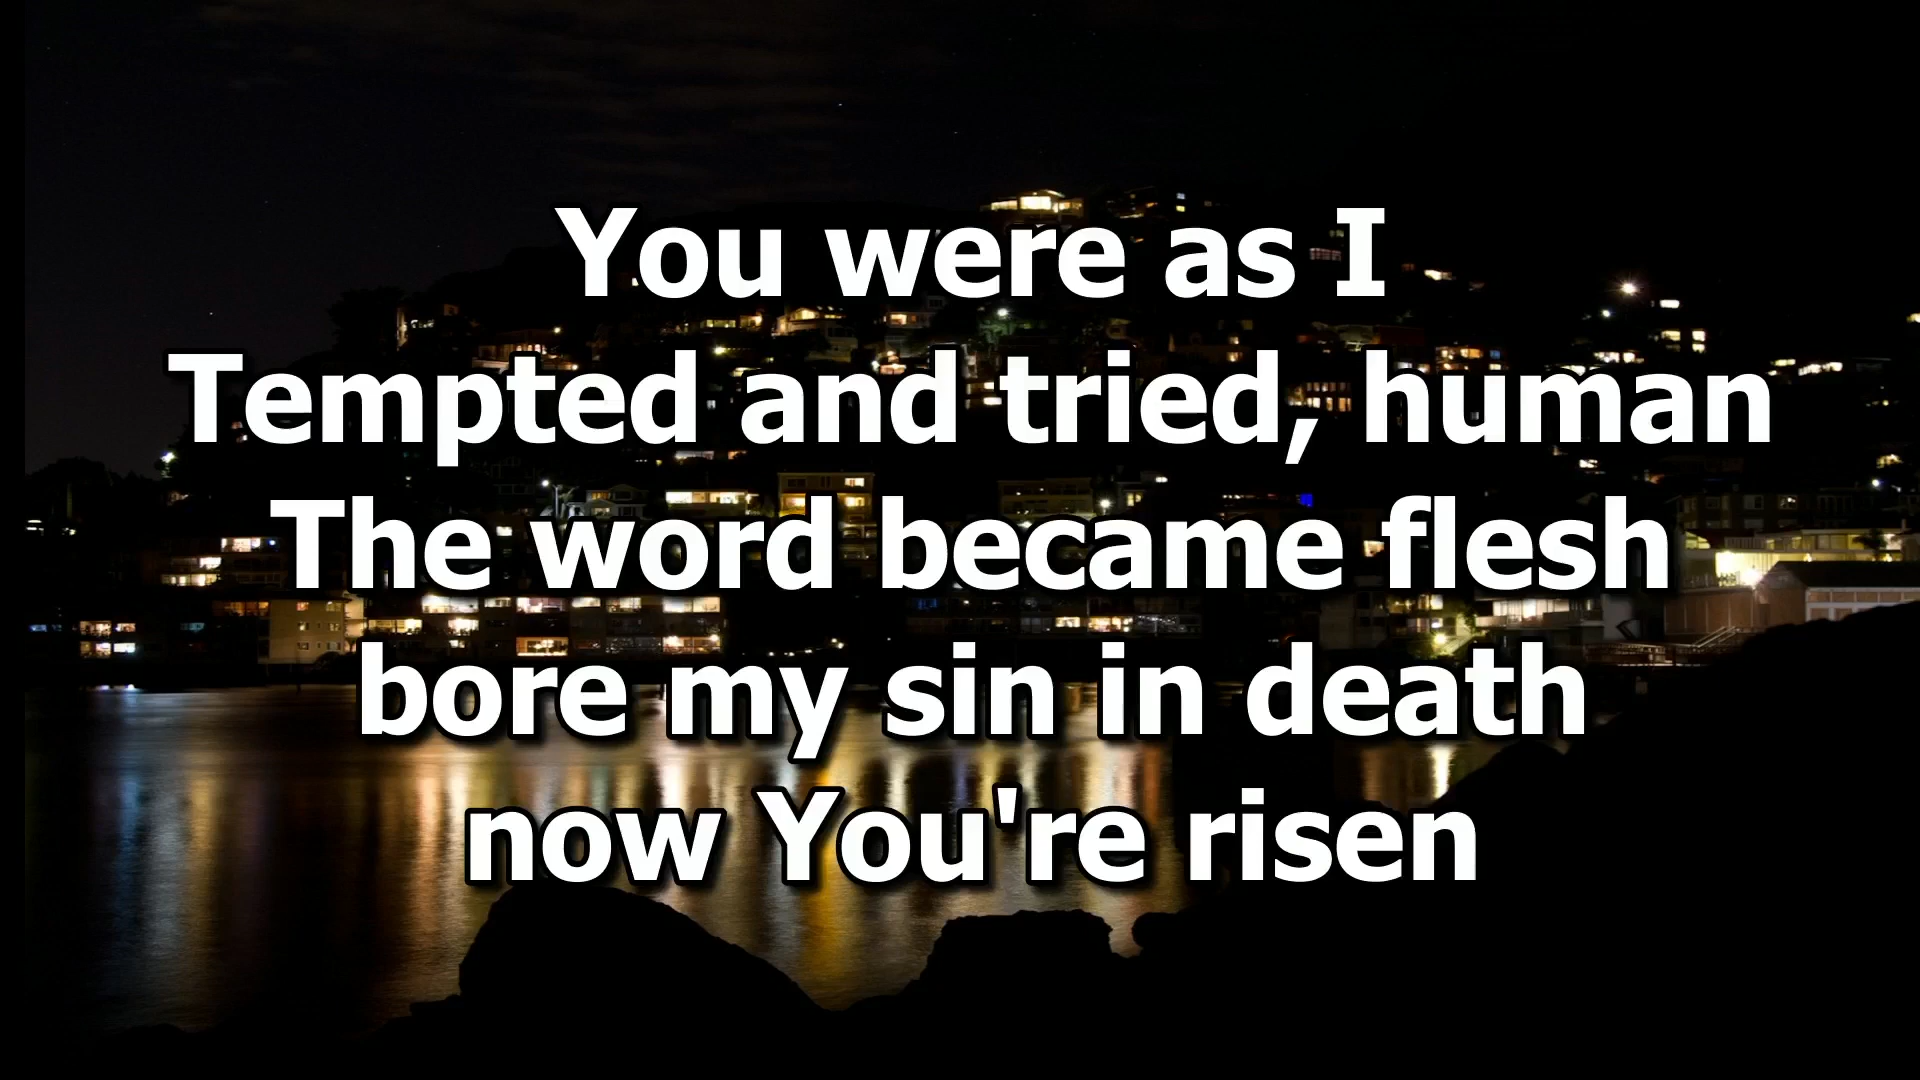 You were as I
Tempted and tried, human
The word became flesh
bore my sin in death
now You're risen